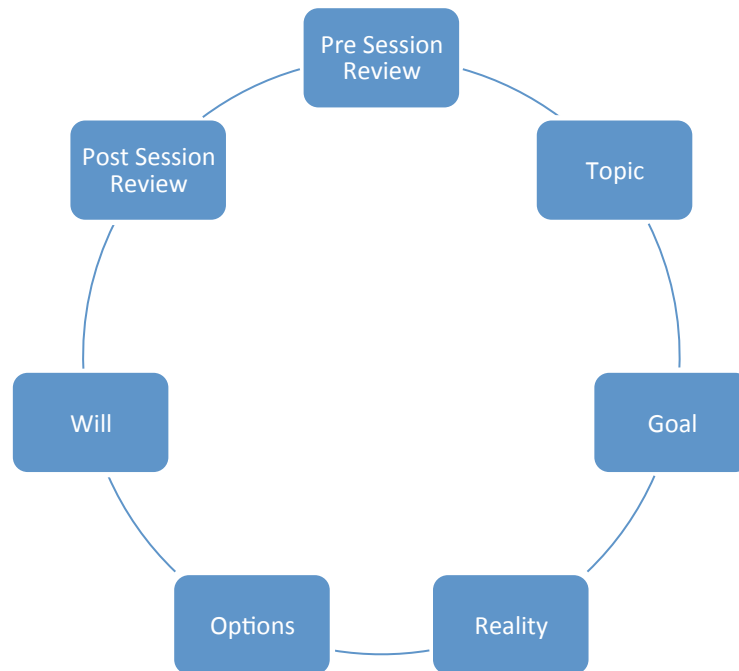 Pre Session
Review
Topic
Goal
Reality
Options
Will
Post Session
Review